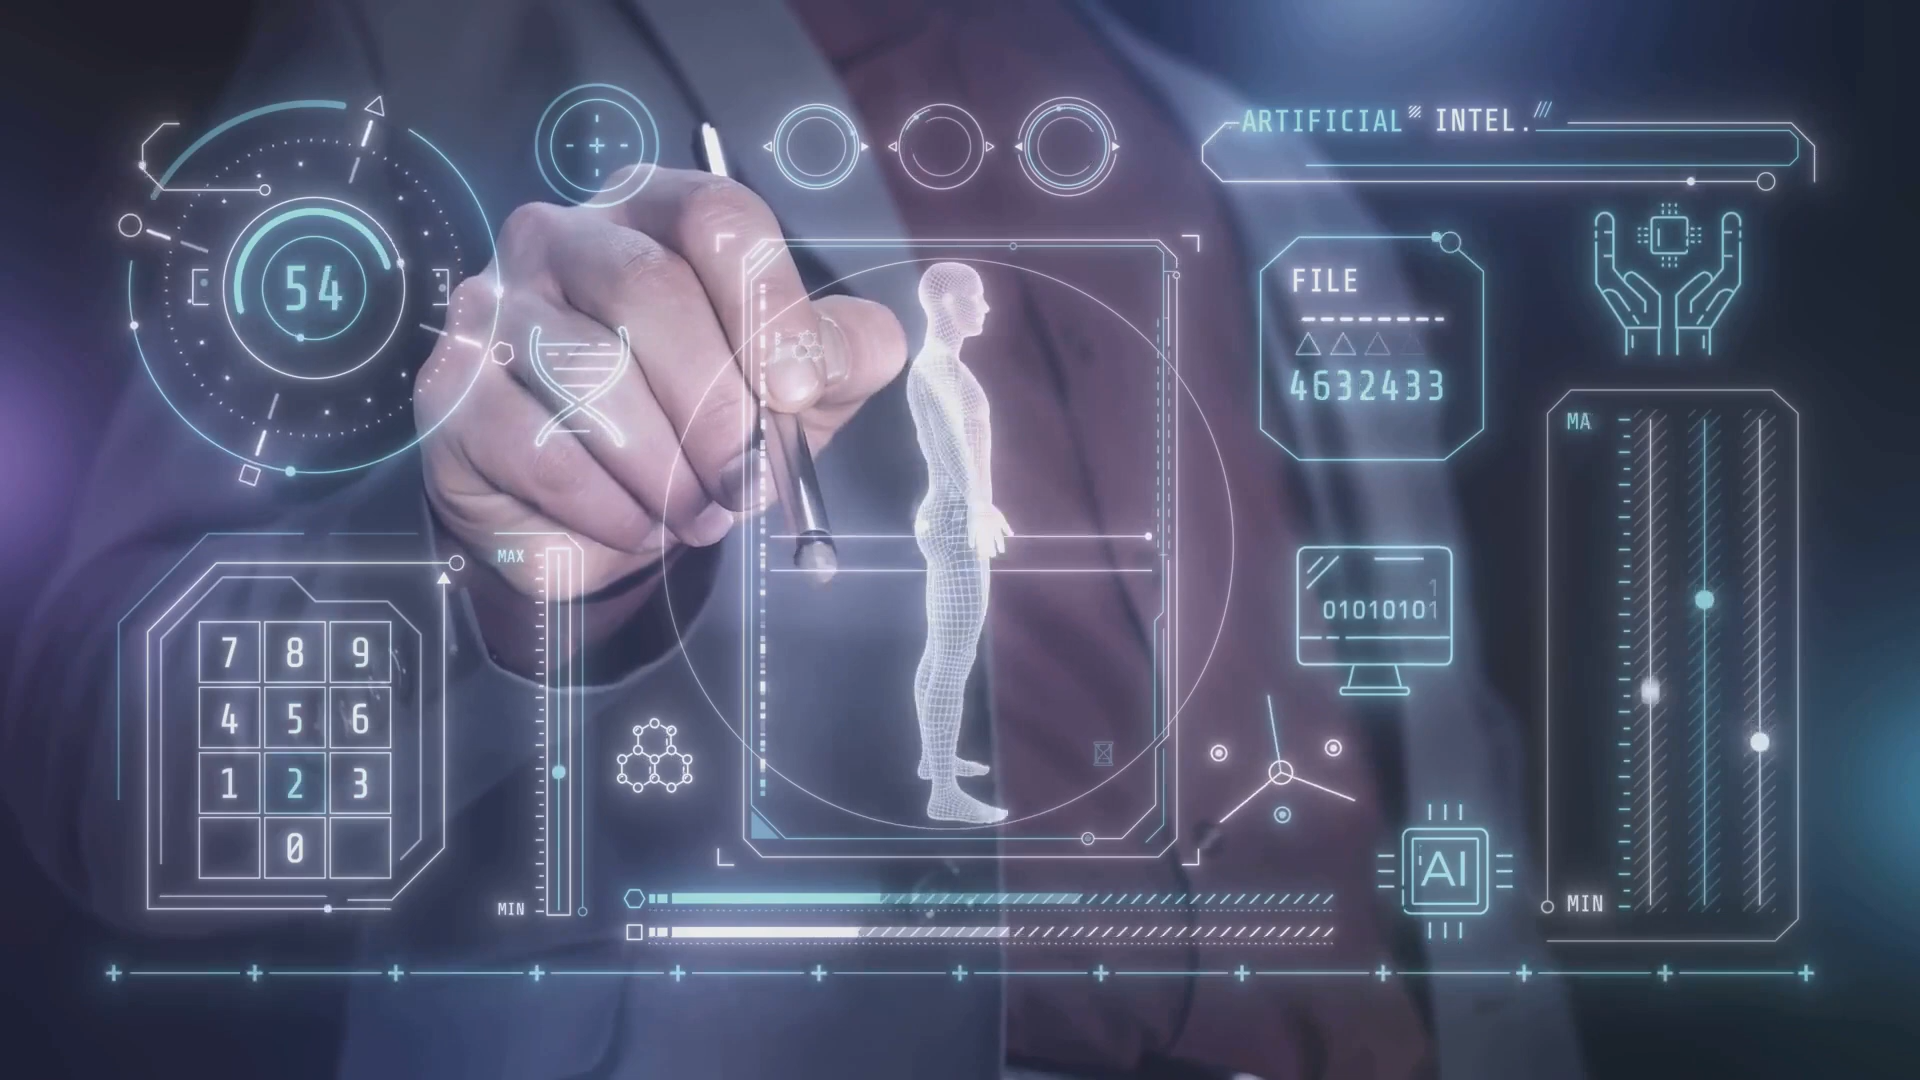 ARTIFICIAL INTEL.
54
FILE
4632433
MA
MAX
01010101
1
7 8 9
4 5 6
1 2 3
0
AI
MIN
MIN